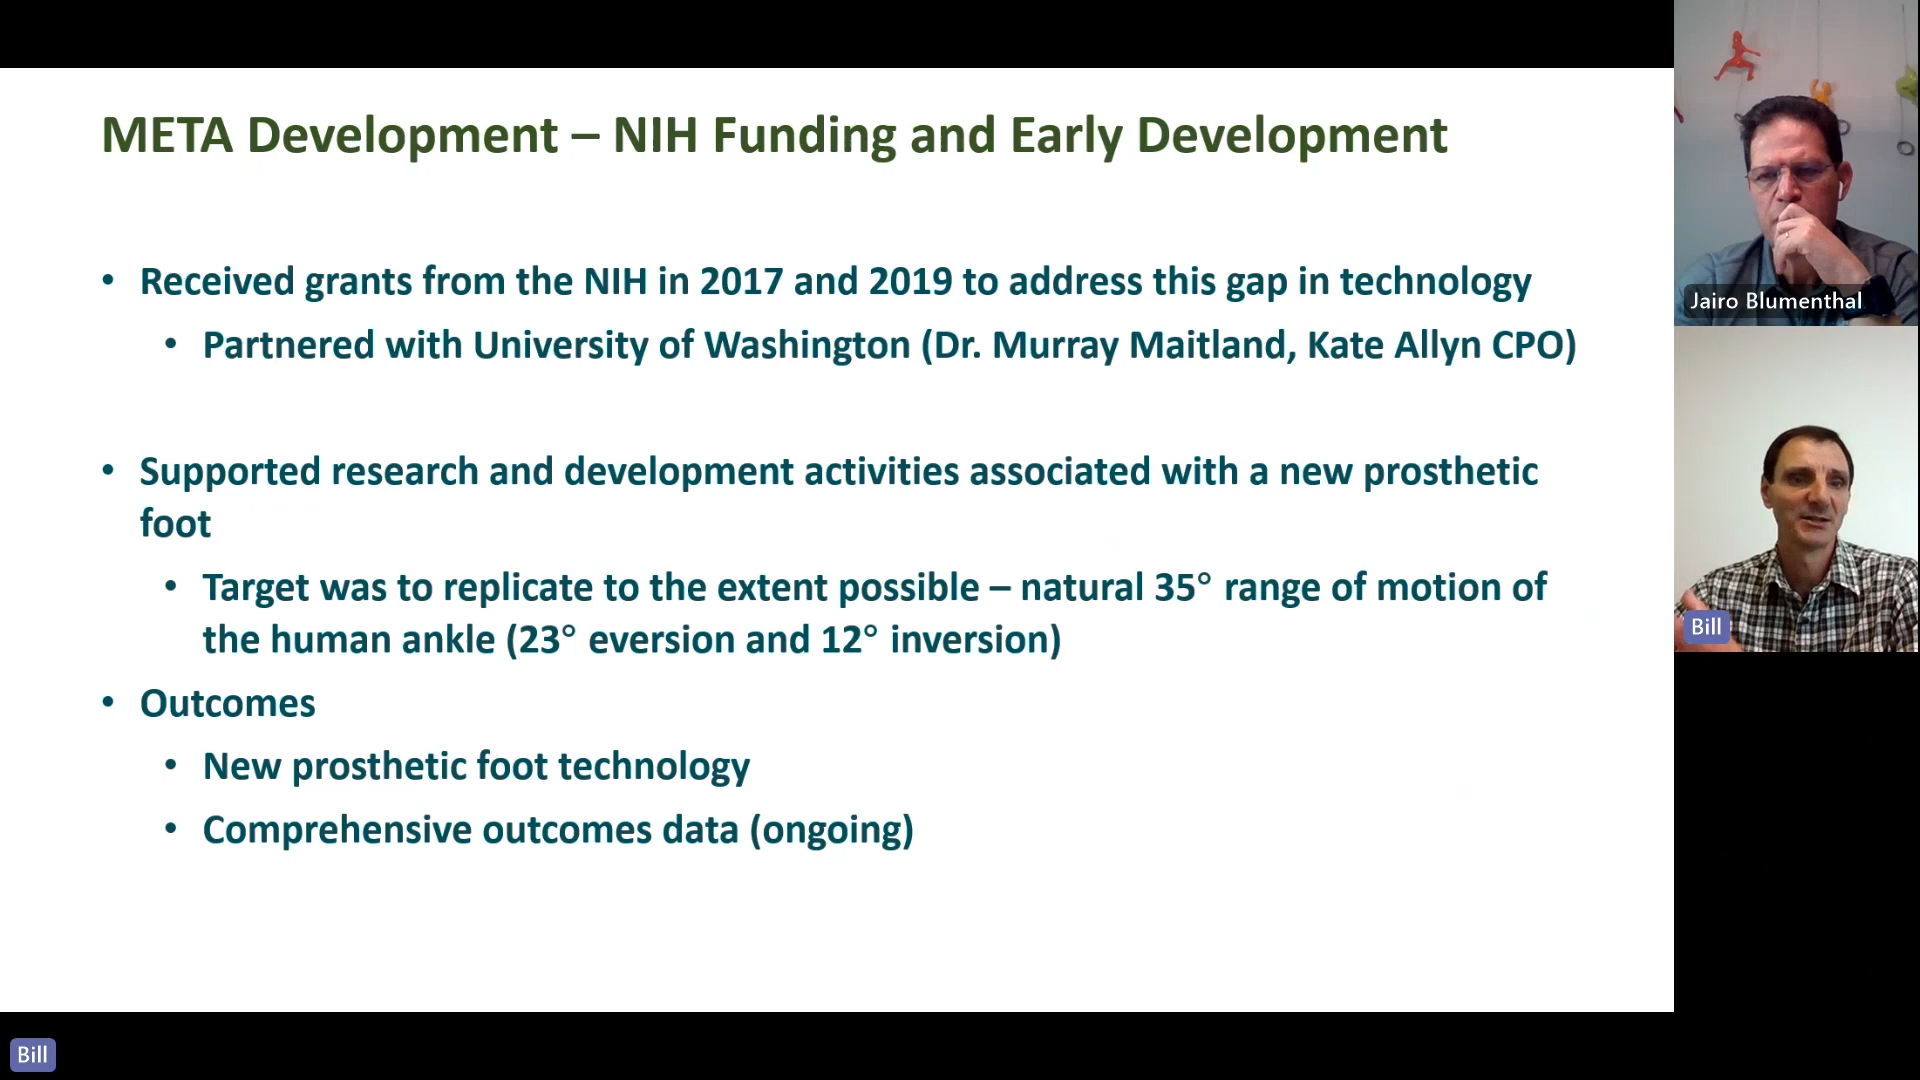 META Development – NIH Funding and Early Development
• Received grants from the NIH in 2017 and 2019 to address this gap in technology
• Partnered with University of Washington (Dr. Murray Maitland, Kate Allyn CPO)
• Supported research and development activities associated with a new prosthetic
foot
• Target was to replicate to the extent possible – natural 35° range of motion of
the human ankle (23° eversion and 12° inversion)
• Outcomes
• New prosthetic foot technology
• Comprehensive outcomes data (ongoing)
Jairo Blumenthal
Bill
Bill